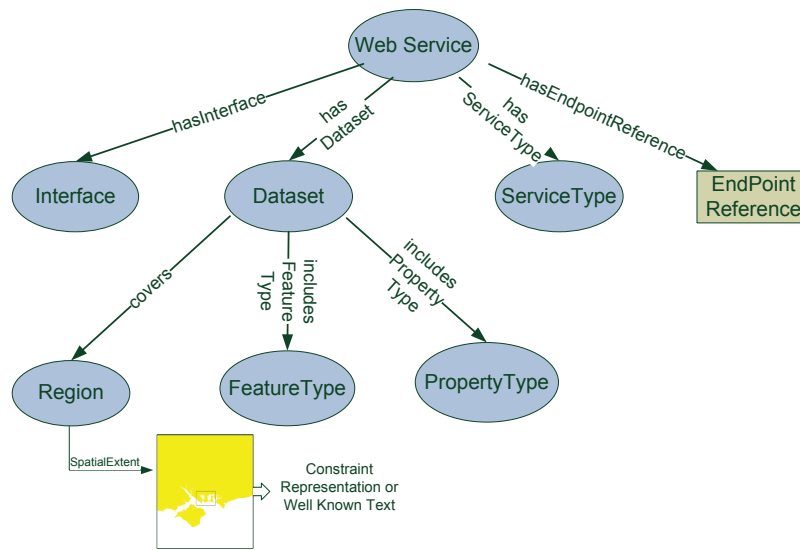 Web Service
hasInterface
has
Dataset
has
ServiceType
hasEndpointReference
Interface
Dataset
ServiceType
EndPoint
Reference
covers
includes
Feature
Type
includes
Property
Type
Region
FeatureType
PropertyType
SpatialExtent
Constraint
Representation or
Well Known Text